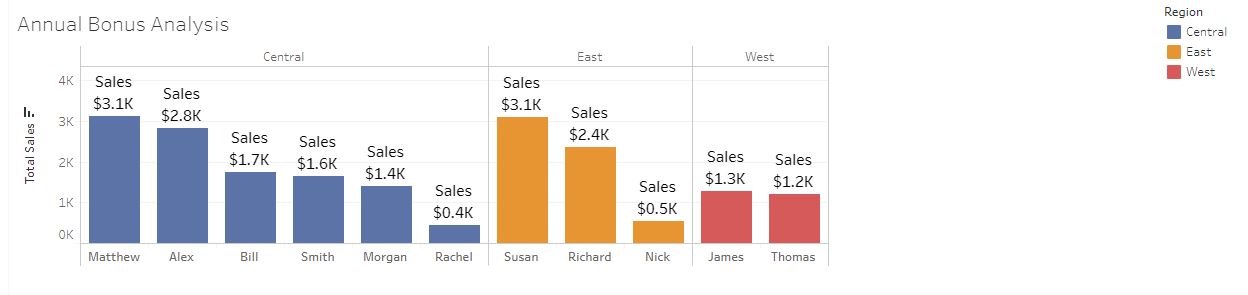 Annual Bonus Analysis
Region
Central
East
West
Central East West
Total Sales
4K
3K
2K
1K
0K
Sales
$3.1K
Sales
$2.8K
Sales
$1.7K
Sales
$1.6K
Sales
$1.4K
Sales
$0.4K
Sales
$3.1K
Sales
$2.4K
Sales
$0.5K
Sales
$1.3K
Sales
$1.2K
Matthew Alex Bill Smith Morgan Rachel Susan Richard Nick James Thomas